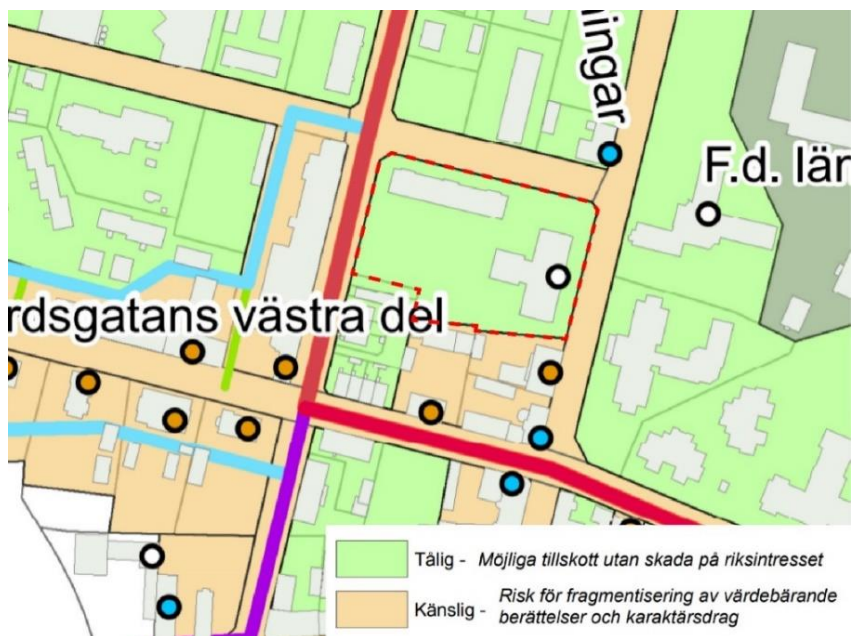 ningar
F.d. län
rdsgatans västra del
Tålig - Möjliga tillskott utan skada på riksintresset
Känslig - Risk för fragmentisering av värdebärande
berättelser och karaktärsdrag